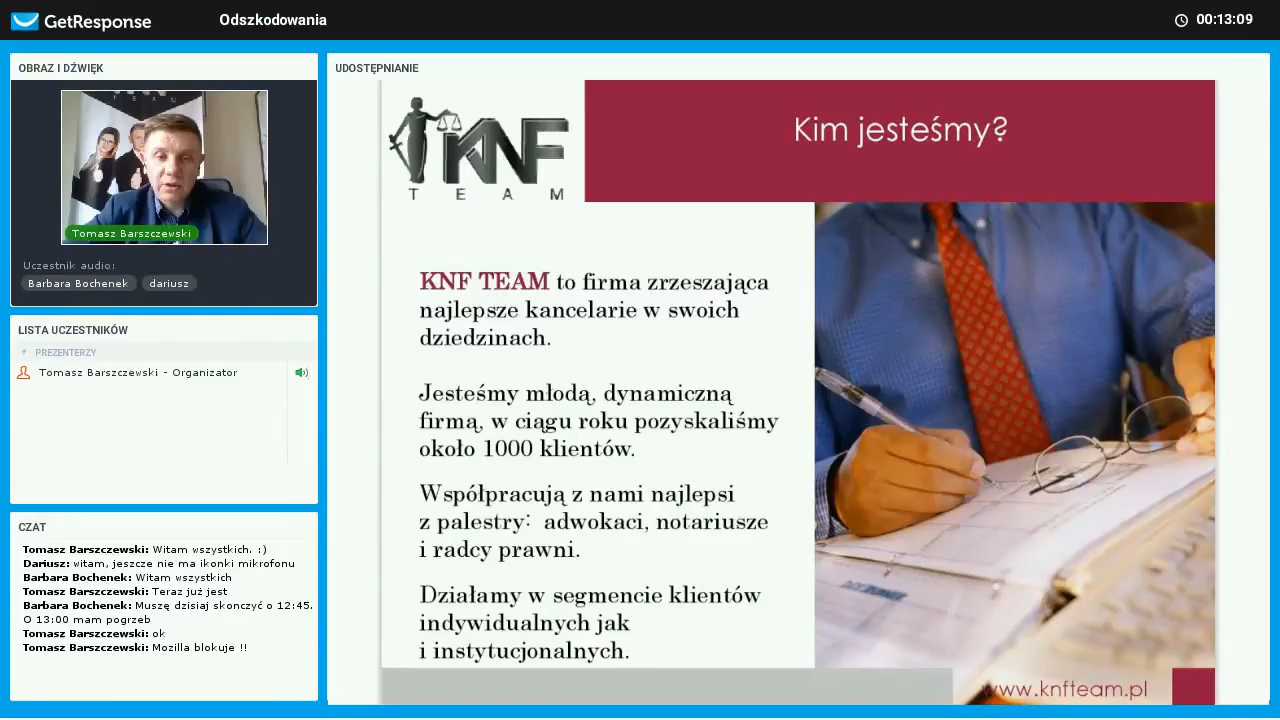 GetResponse
Odszkodowania
00:13:09
OBRAZ I DŹWIĘK
T E A M
Tomasz Barszczewski
Uczestnik audio:
Barbara Bochenek
dariusz
LISTA UCZESTNIKÓW
PREZENTERZY
Tomasz Barszczewski - Organizator
CZAT
Tomasz Barszczewski: Witam wszystkich. :)
Dariusz: witam, jeszcze nie ma ikonki mikrofonu
Barbara Bochenek: Witam wszystkich
Tomasz Barszczewski: Teraz już jest
Barbara Bochenek: Muszę dzisiaj skonczyć o 12:45.
O 13:00 mam pogrzeb
Tomasz Barszczewski: ok
Tomasz Barszczewski: Mozilla blokuje !!
UDOSTĘPNIANIE
KNF
T E A M
Kim jesteśmy?
KNF TEAM to firma zrzeszająca
najlepsze kancelarie w swoich
dziedzinach.
Jesteśmy młodą, dynamiczną
firmą, w ciągu roku pozyskaliśmy
około 1000 klientów.
Współpracują z nami najlepsi
z palestry: adwokaci, notariusze
i radcy prawni.
Działamy w segmencie klientów
indywidualnych jak
i instytucjonalnych.
www.knfteam.pl